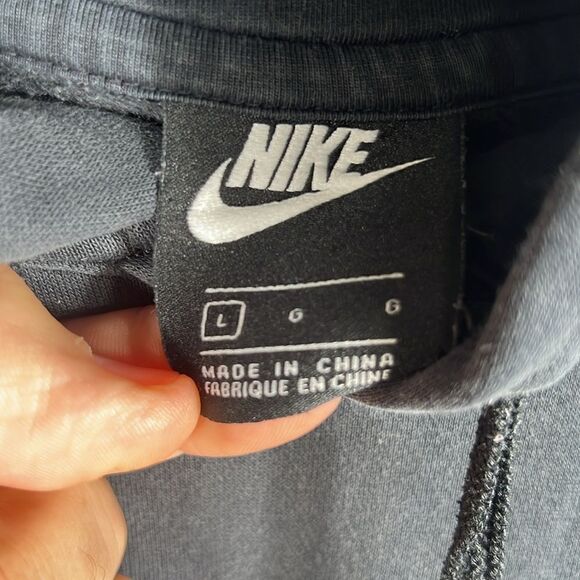 NIKE
L G G
MADE IN CHINA
FABRIQUE EN CHINE